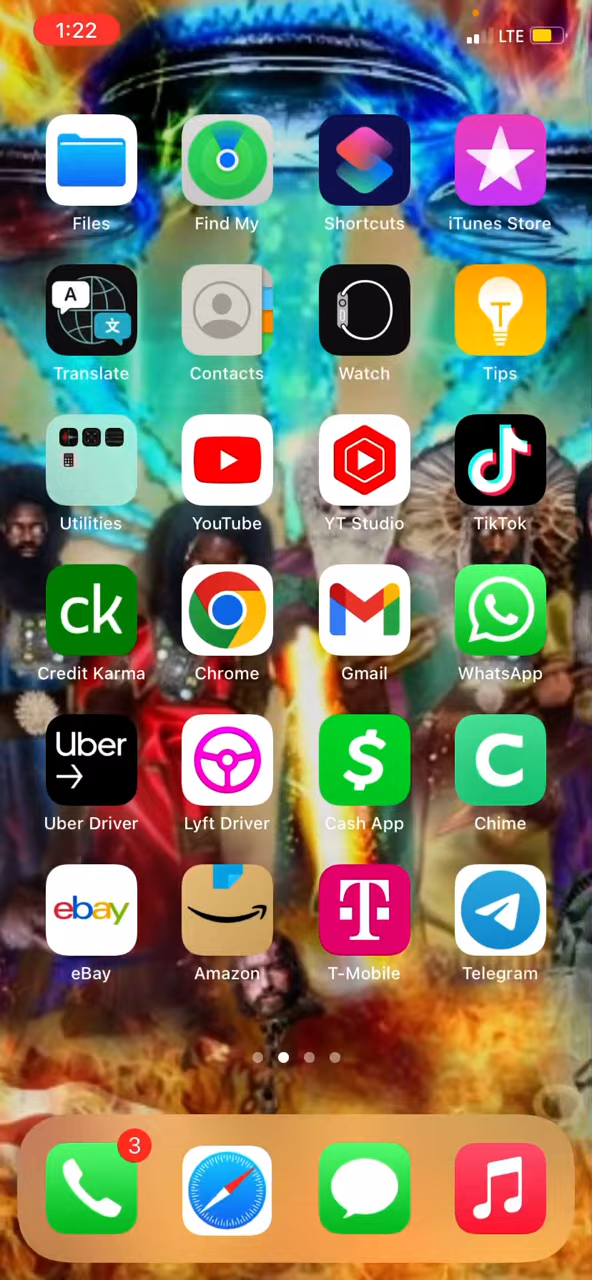 1:22 LTE
Files Find My Shortcuts iTunes Store
A 文
Translate Contacts Watch Tips
Utilities YouTube YT Studio TikTok
ck
Credit Karma Chrome Gmail WhatsApp
Uber $ C
Uber Driver Lyft Driver Cash App Chime
ebay T
eBay Amazon T-Mobile Telegram
3